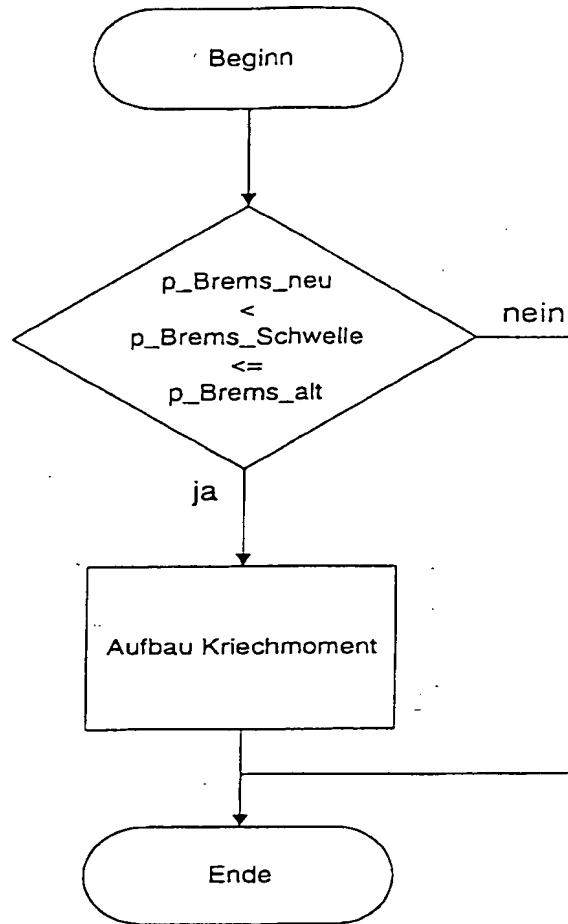 Beginn
p_Brems_neu
<
p_Brems_Schwelle
<=
p_Brems_alt
nein
ja
Aufbau Kriechmoment
Ende